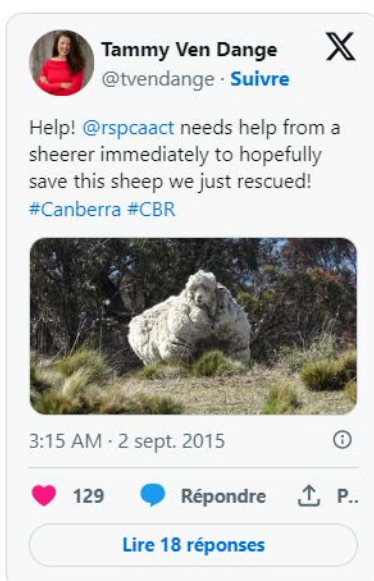 Tammy Ven Dange
@tvendange · Suivre
Help! @rspcaact needs help from a
sheerer immediately to hopefully
save this sheep we just rescued!
#Canberra #CBR
3:15 AM · 2 sept. 2015
129 Répondre P..
Lire 18 réponses